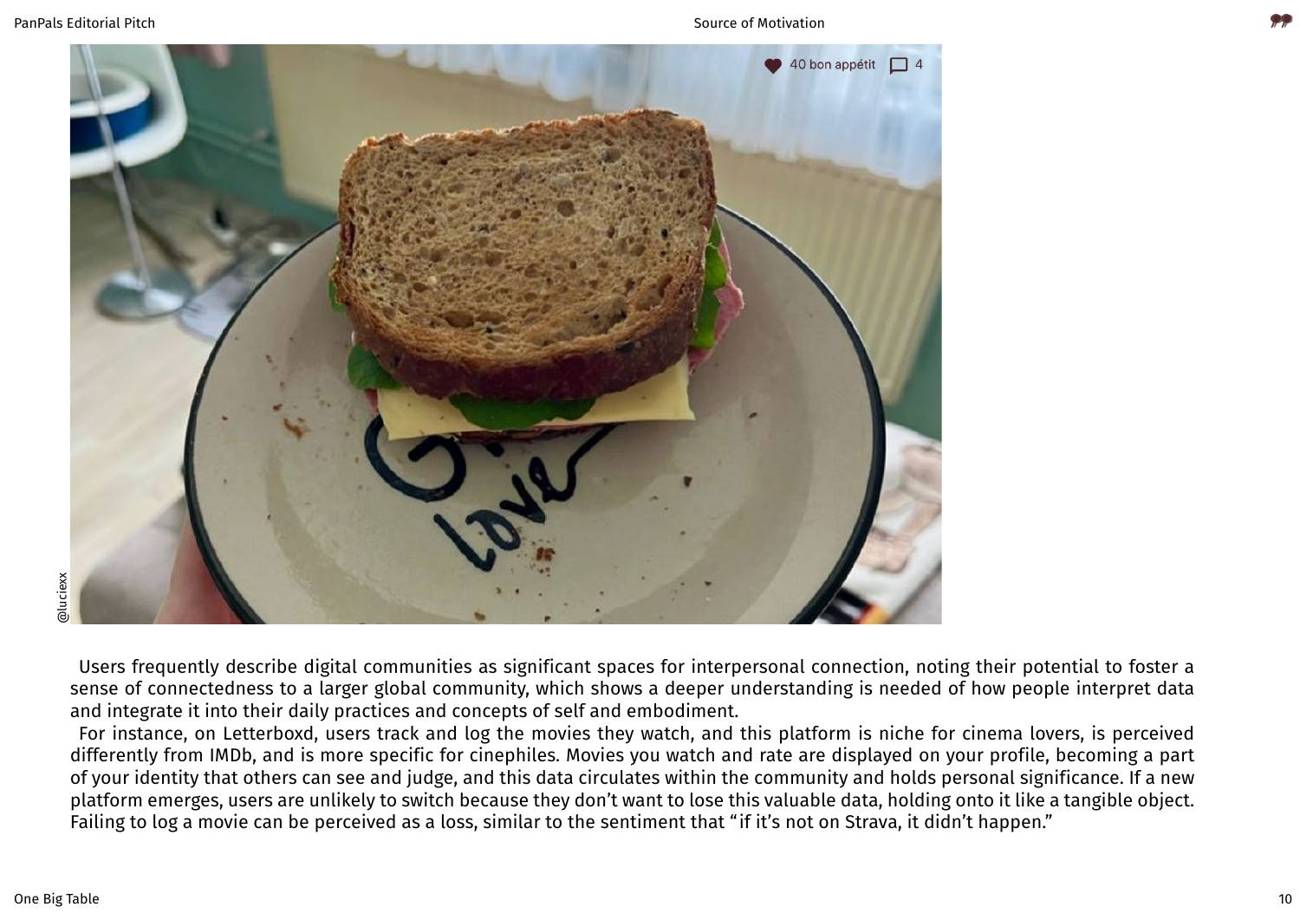 PanPals Editorial Pitch
Source of Motivation
40 bon appétit
4
G
love
@luciexx
Users frequently describe digital communities as significant spaces for interpersonal connection, noting their potential to foster a
sense of connectedness to a larger global community, which shows a deeper understanding is needed of how people interpret data
and integrate it into their daily practices and concepts of self and embodiment.
For instance, on Letterboxd, users track and log the movies they watch, and this platform is niche for cinema lovers, is perceived
differently from IMDb, and is more specific for cinephiles. Movies you watch and rate are displayed on your profile, becoming a part
of your identity that others can see and judge, and this data circulates within the community and holds personal significance. If a new
platform emerges, users are unlikely to switch because they don’t want to lose this valuable data, holding onto it like a tangible object.
Failing to log a movie can be perceived as a loss, similar to the sentiment that “if it’s not on Strava, it didn’t happen.”
One Big Table
10